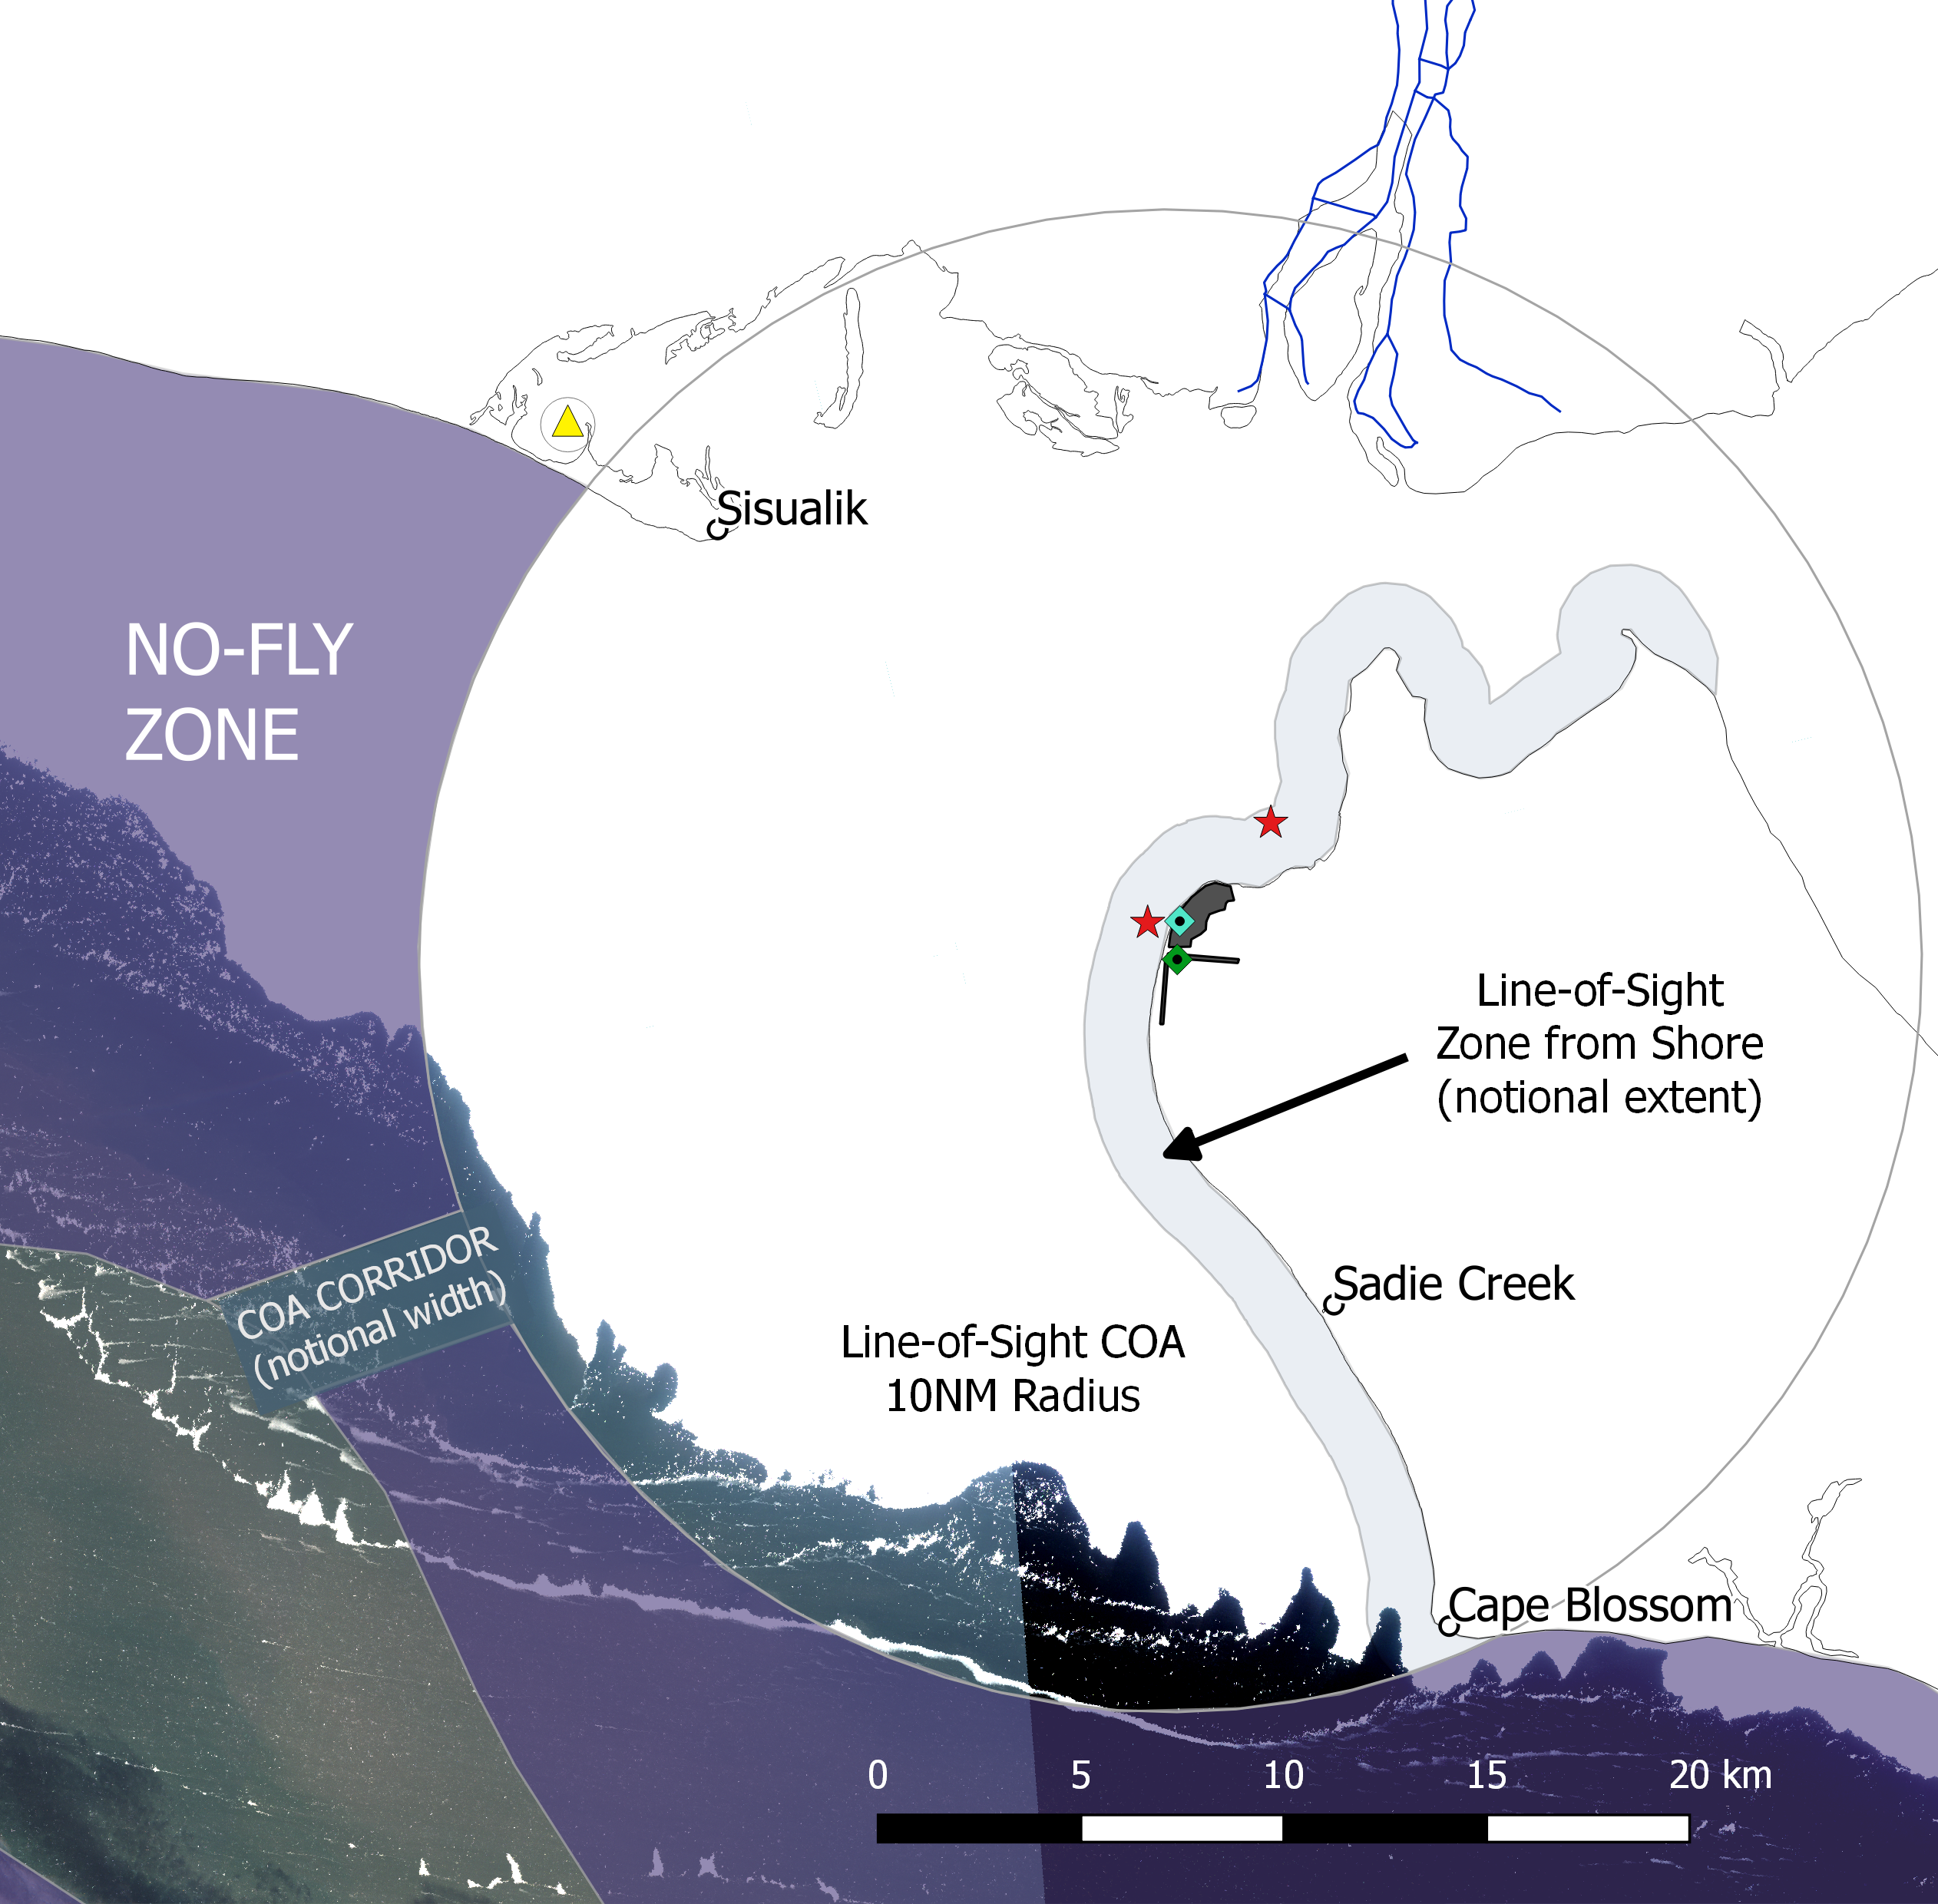 Sisualik
NO-FLY
ZONE
Line-of-Sight
Zone from Shore
(notional extent)
COA CORRIDOR
(notional width)
Sadie Creek
Line-of-Sight COA
10NM Radius
Cape Blossom
0 5 10 15 20 km